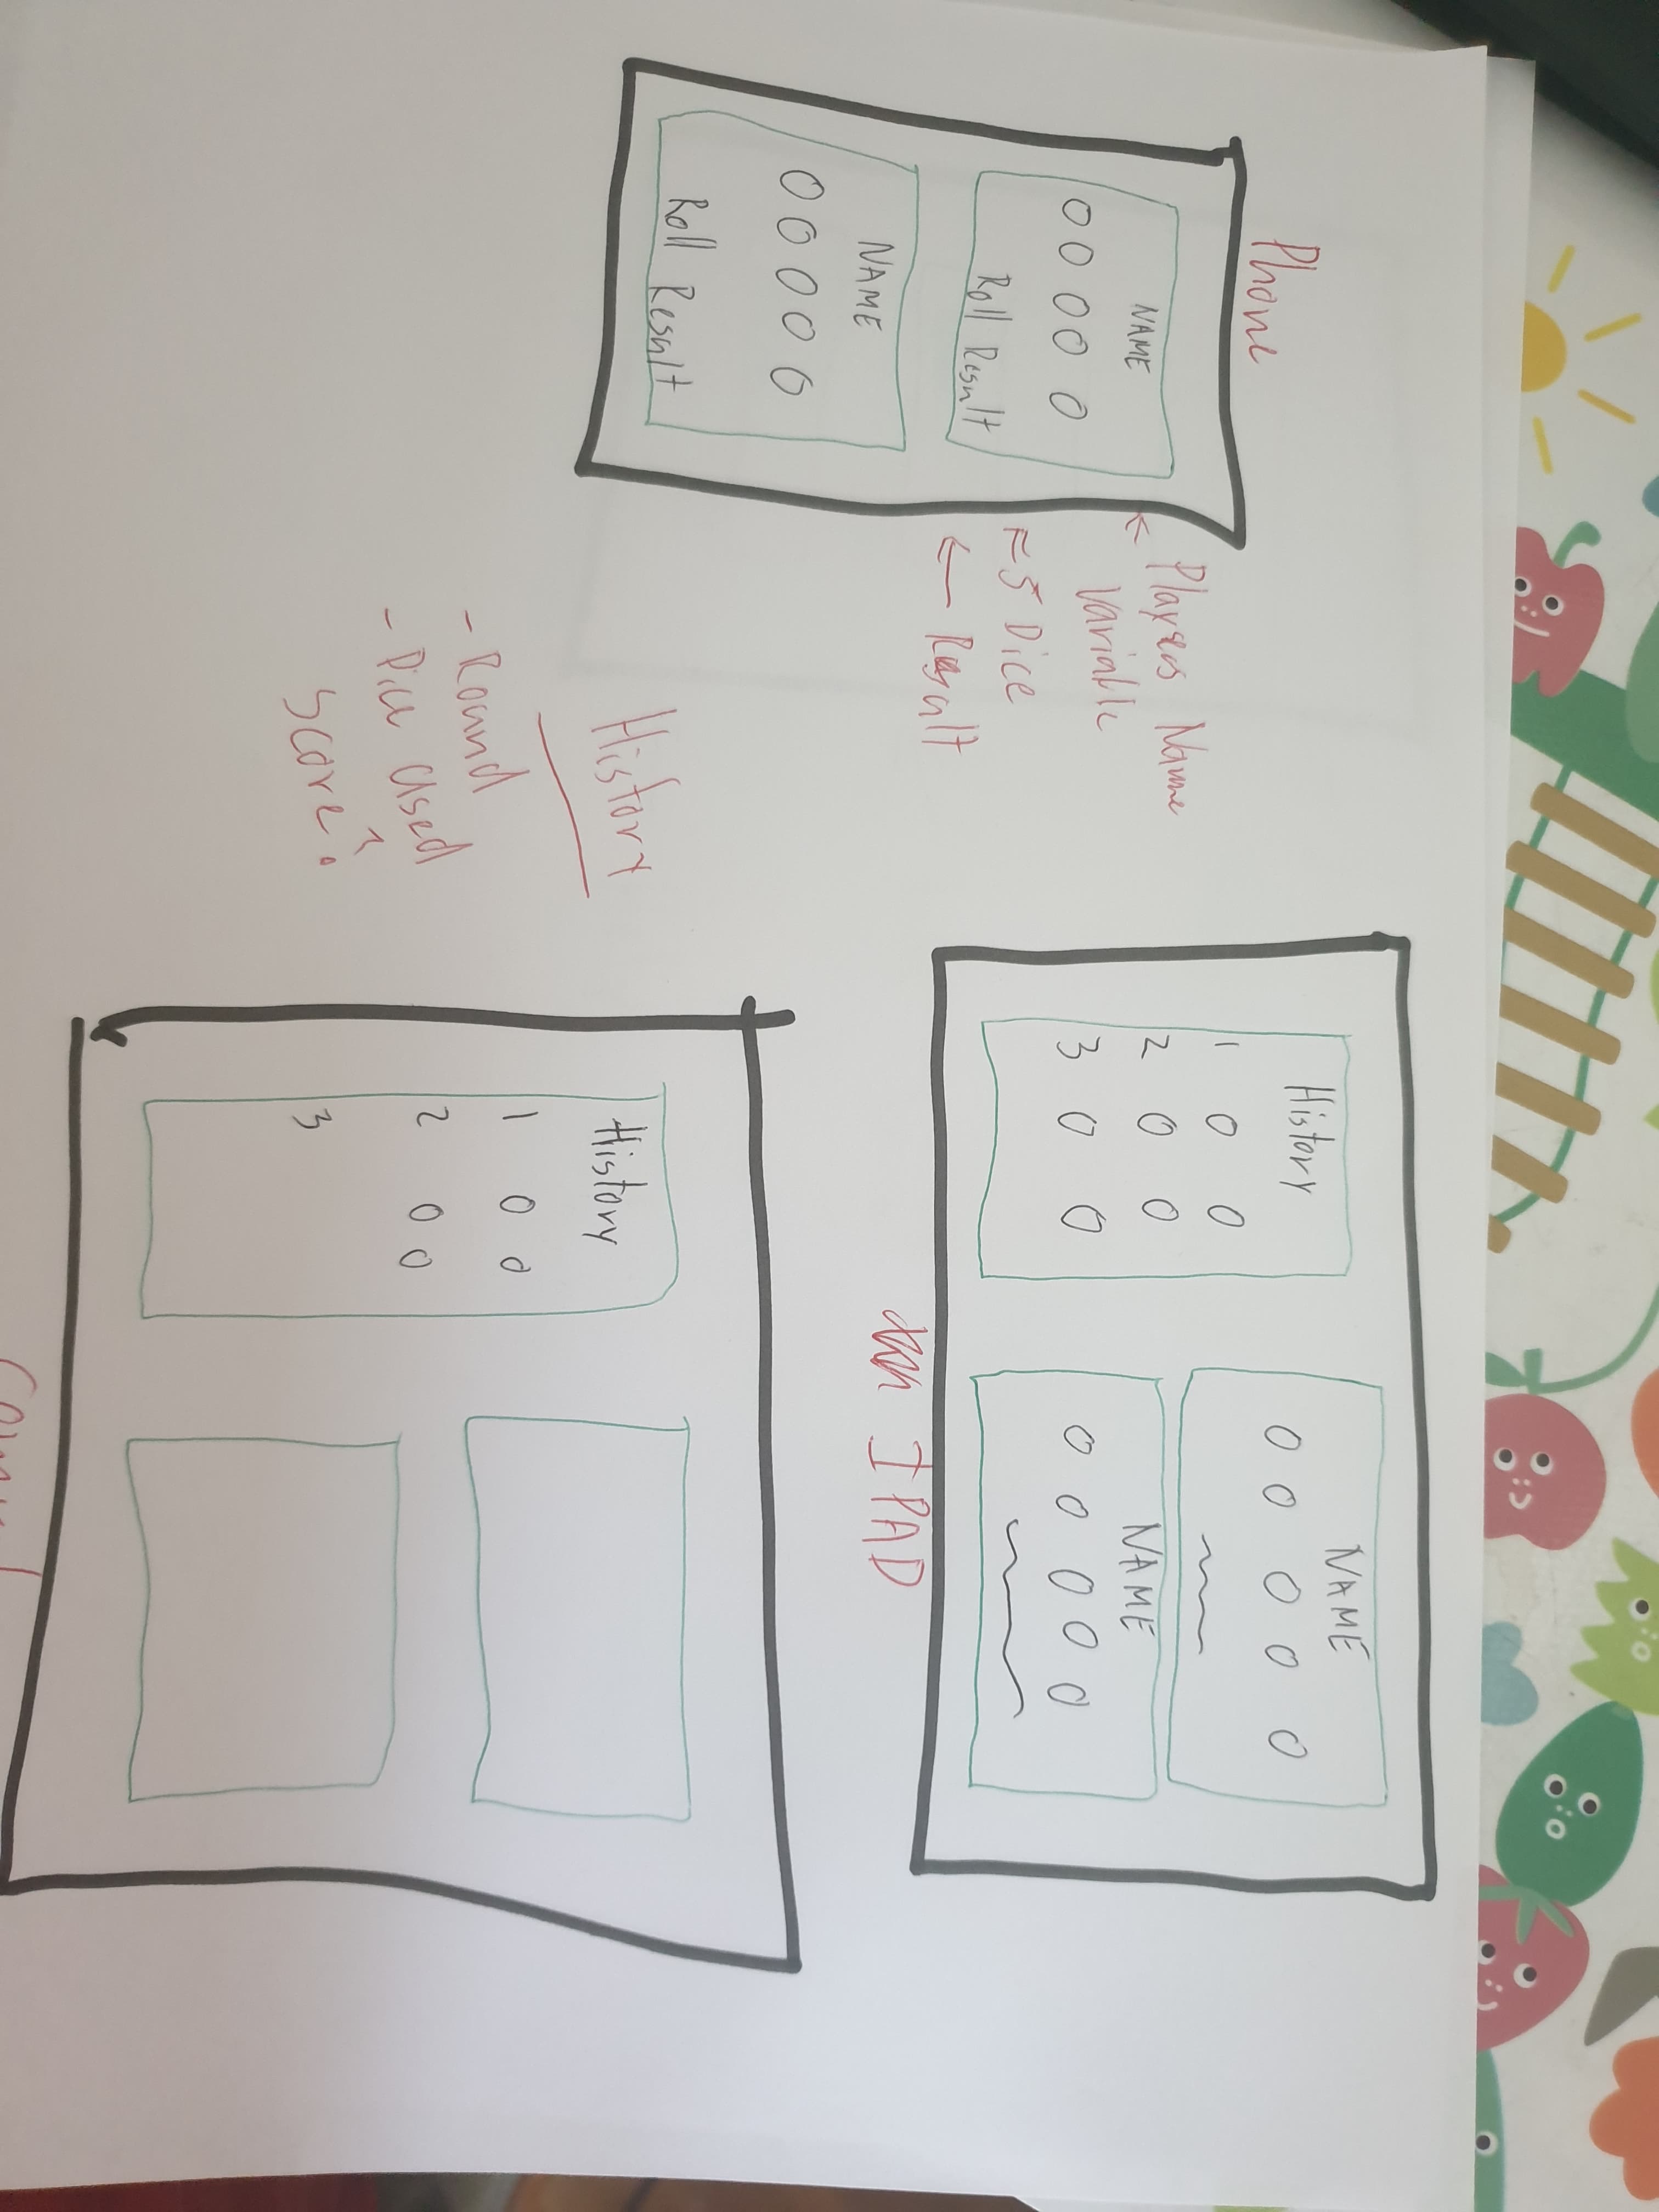 Phone
NAME
O O O O O
Roll Result
NAME
O O O O O
Roll Result
← Players Name
Variable
5 Dice
← Result
History
1 O O
2 O O
3 O O
NAME
O O O O O
NAME
O O O O O
IPAD
History
- Round
- Dice Used
Score?
History
1 O O
2 O O
3